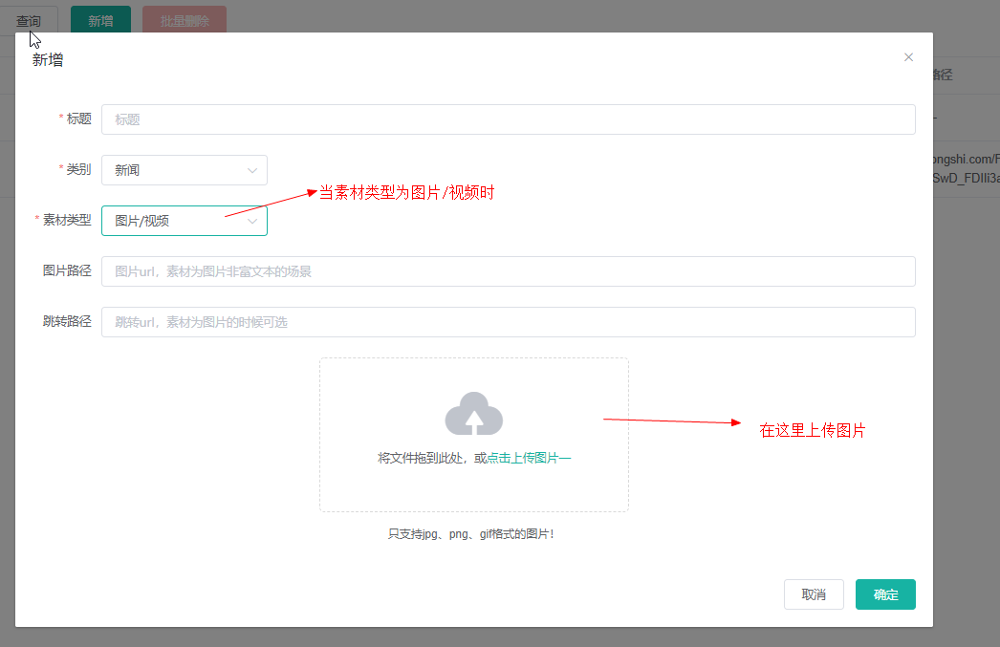 查询 新增 批量删除
新增
路径
* 标题 标题
-
* 类别 新闻
ongshi.com/F
当素材类型为图片/视频时
* 素材类型 图片/视频
图片路径 图片url，素材为图片非富文本的场景
跳转路径 跳转url，素材为图片的时候可选
在这里上传图片
将文件拖到此处，或点击上传图片一
只支持jpg、png、gif格式的图片!
取消 确定